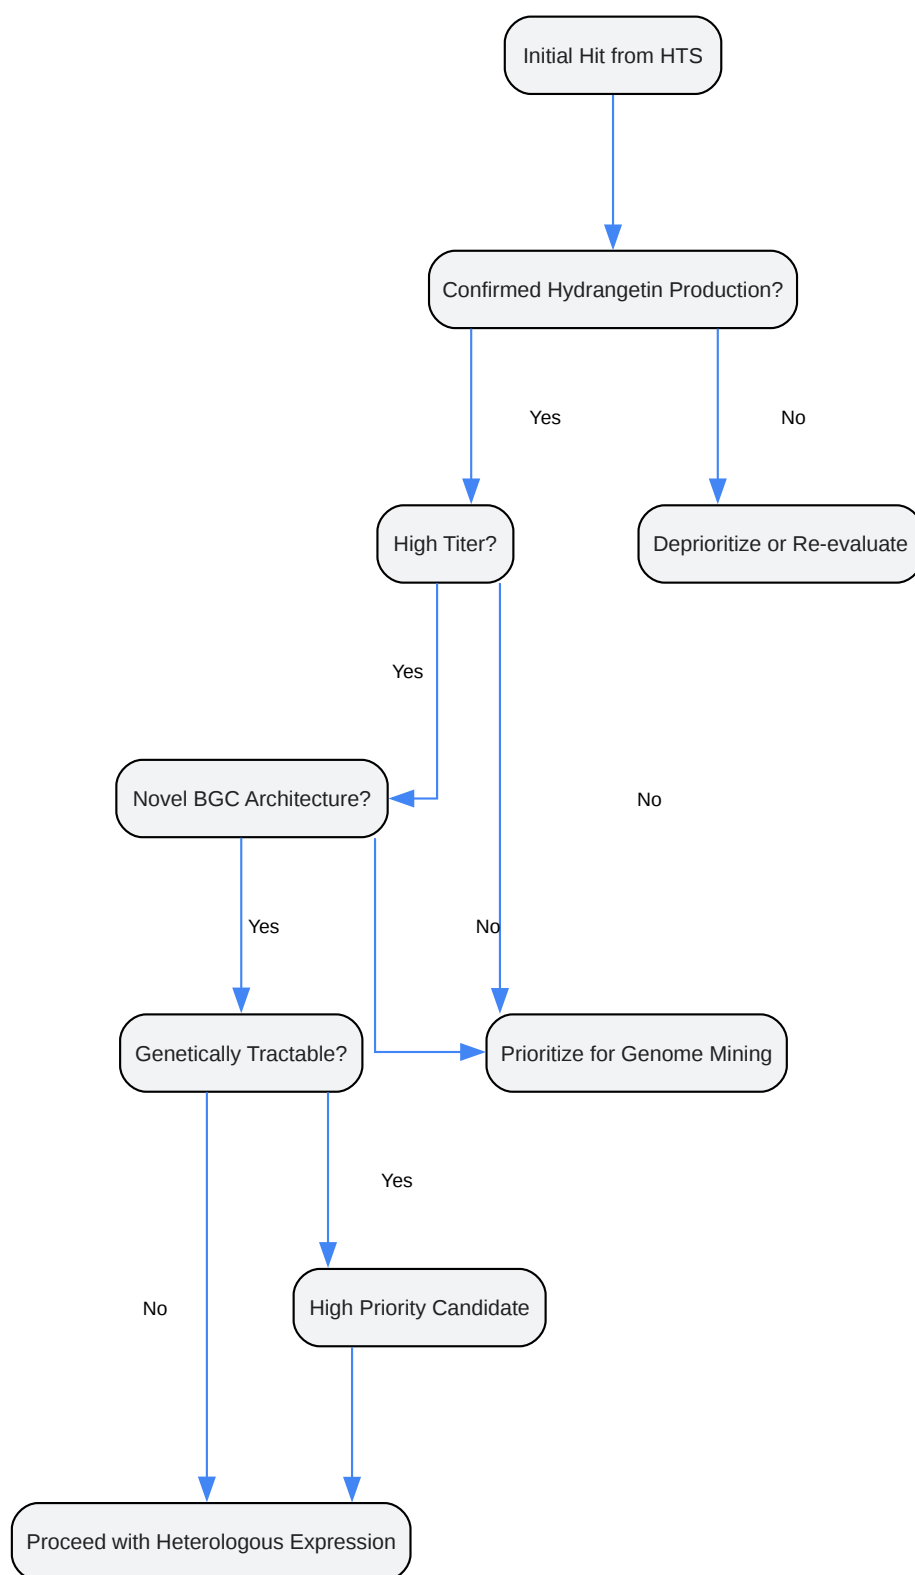 Initial Hit from HTS
Confirmed Hydrangetin Production?
Yes
No
High Titer?
Deprioritize or Re-evaluate
Yes
Novel BGC Architecture?
No
Yes
No
Genetically Tractable?
Prioritize for Genome Mining
Yes
No
High Priority Candidate
Proceed with Heterologous Expression